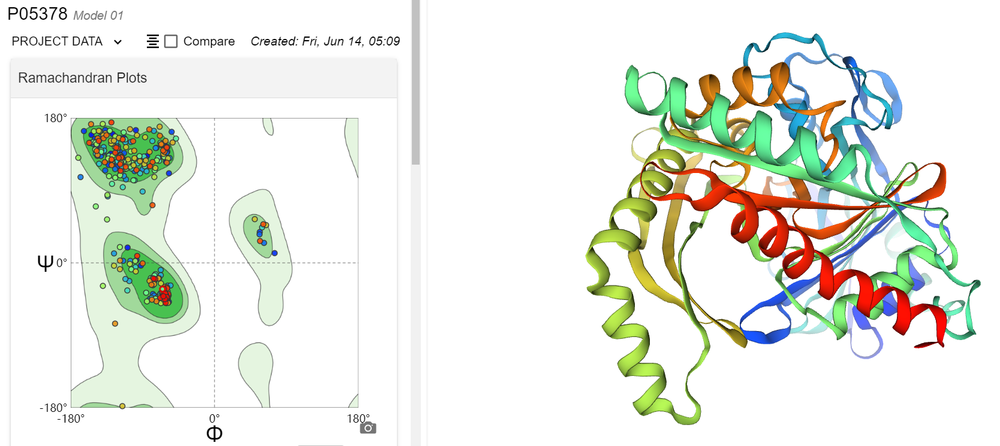 P05378 Model 01
PROJECT DATA Compare Created: Fri, Jun 14, 05:09
Ramachandran Plots
180°
Ψ 0°
-180°
-180° 0° 180°
Φ